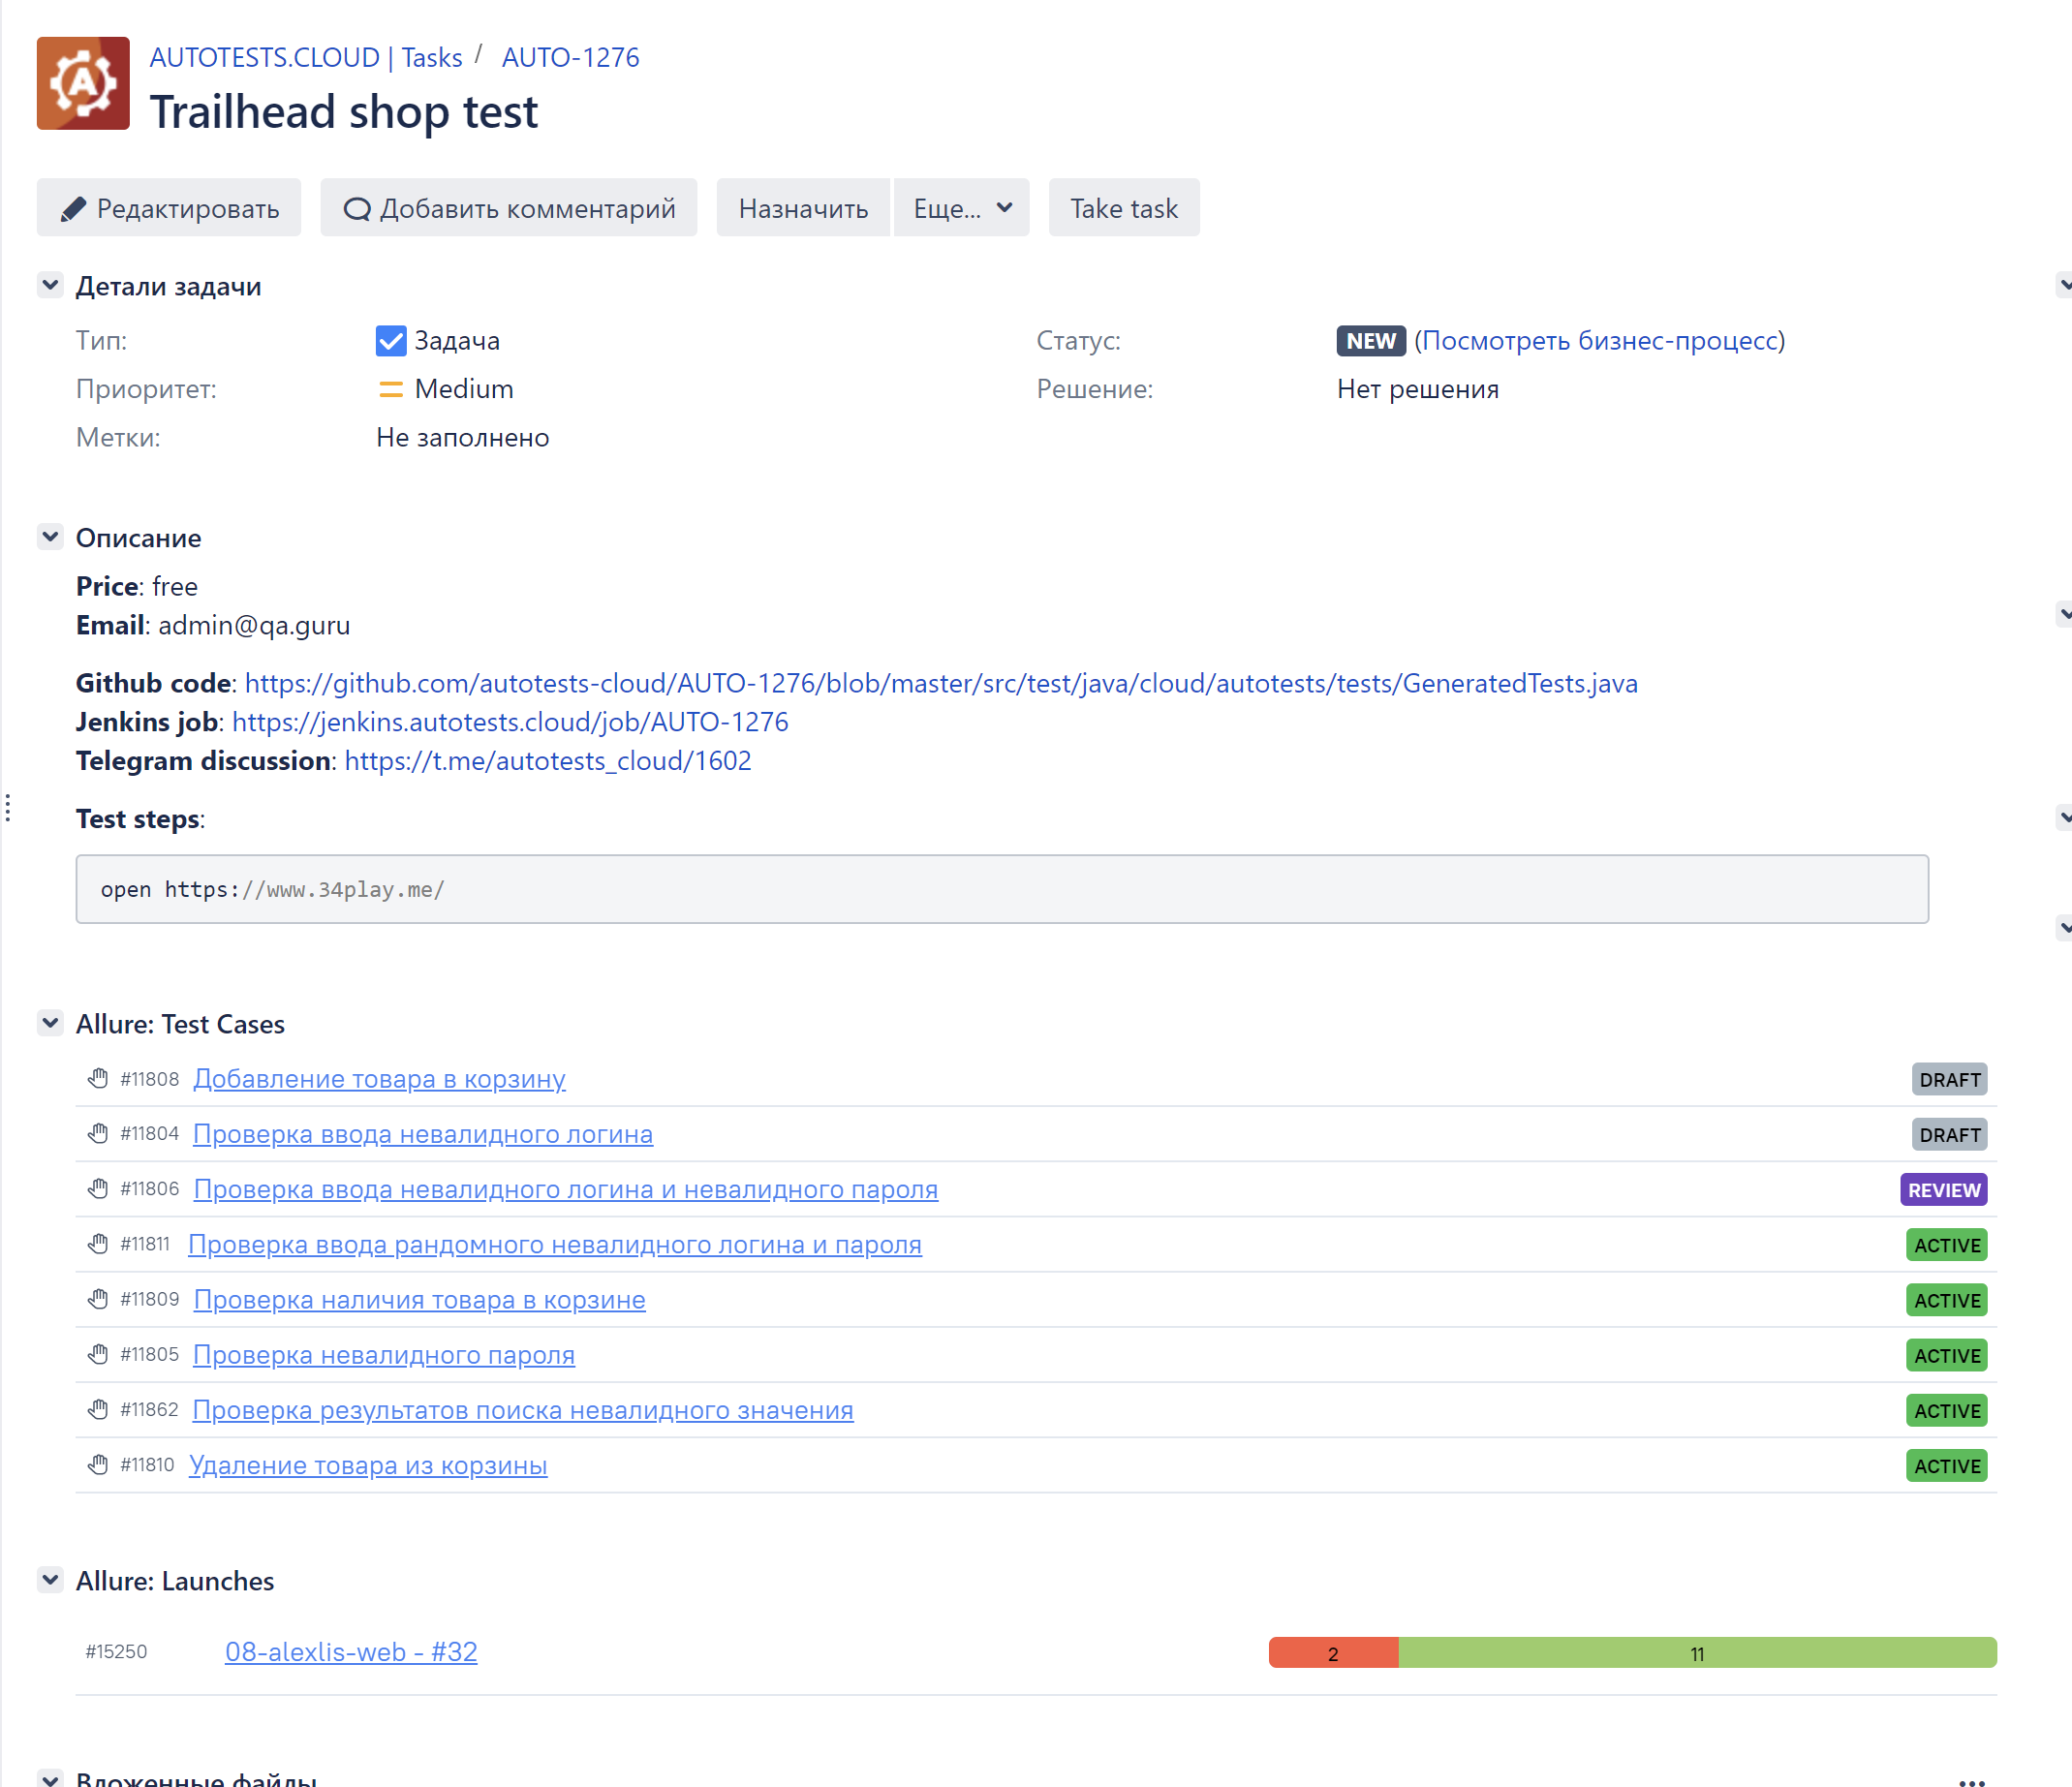 AUTOTESTS.CLOUD | Tasks / AUTO-1276
Trailhead shop test
Редактировать Добавить комментарий Назначить Еще... Take task
Детали задачи
Тип: Задача Статус: NEW (Посмотреть бизнес-процесс)
Приоритет: Medium Решение: Нет решения
Метки: Не заполнено
Описание
Price: free
Email: admin@qa.guru
Github code: https://github.com/autotests-cloud/AUTO-1276/blob/master/src/test/java/cloud/autotests/tests/GeneratedTests.java
Jenkins job: https://jenkins.autotests.cloud/job/AUTO-1276
Telegram discussion: https://t.me/autotests_cloud/1602
Test steps:
open https://www.34play.me/
Allure: Test Cases
#11808 Добавление товара в корзину DRAFT
#11804 Проверка ввода невалидного логина DRAFT
#11806 Проверка ввода невалидного логина и невалидного пароля REVIEW
#11811 Проверка ввода рандомного невалидного логина и пароля ACTIVE
#11809 Проверка наличия товара в корзине ACTIVE
#11805 Проверка невалидного пароля ACTIVE
#11862 Проверка результатов поиска невалидного значения ACTIVE
#11810 Удаление товара из корзины ACTIVE
Allure: Launches
#15250 08-alexlis-web - #32 2 11
Вложенные файлы